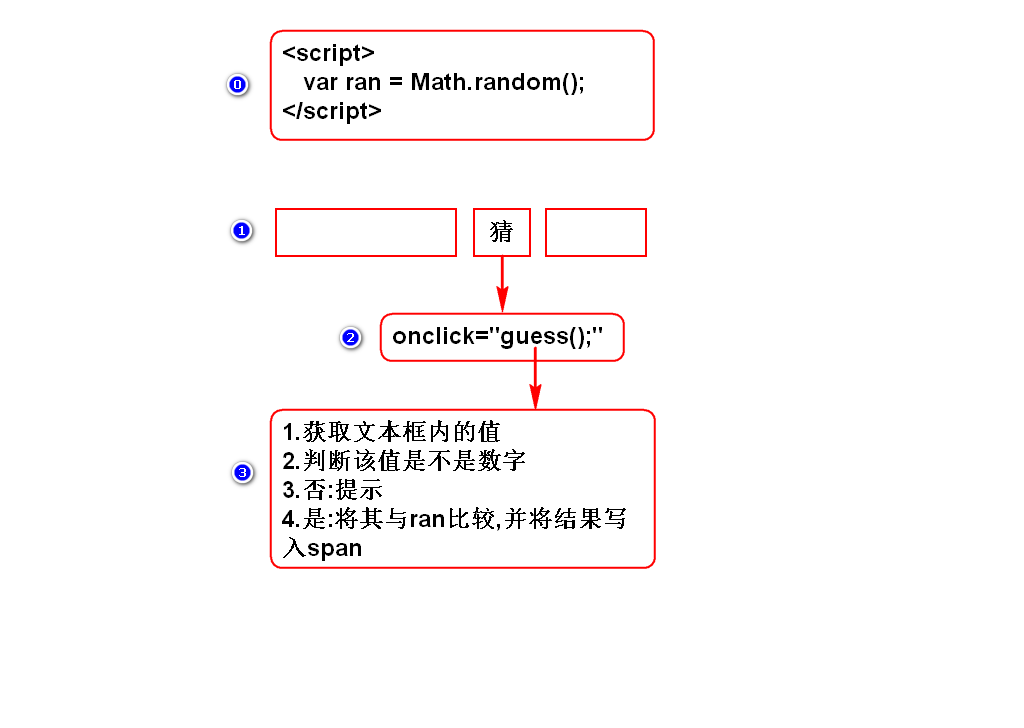 0
<script>
var ran = Math.random();
</script>
1
猜
2
onclick="guess();"
3
1.获取文本框内的值
2.判断该值是不是数字
3.否:提示
4.是:将其与ran比较,并将结果写
入span